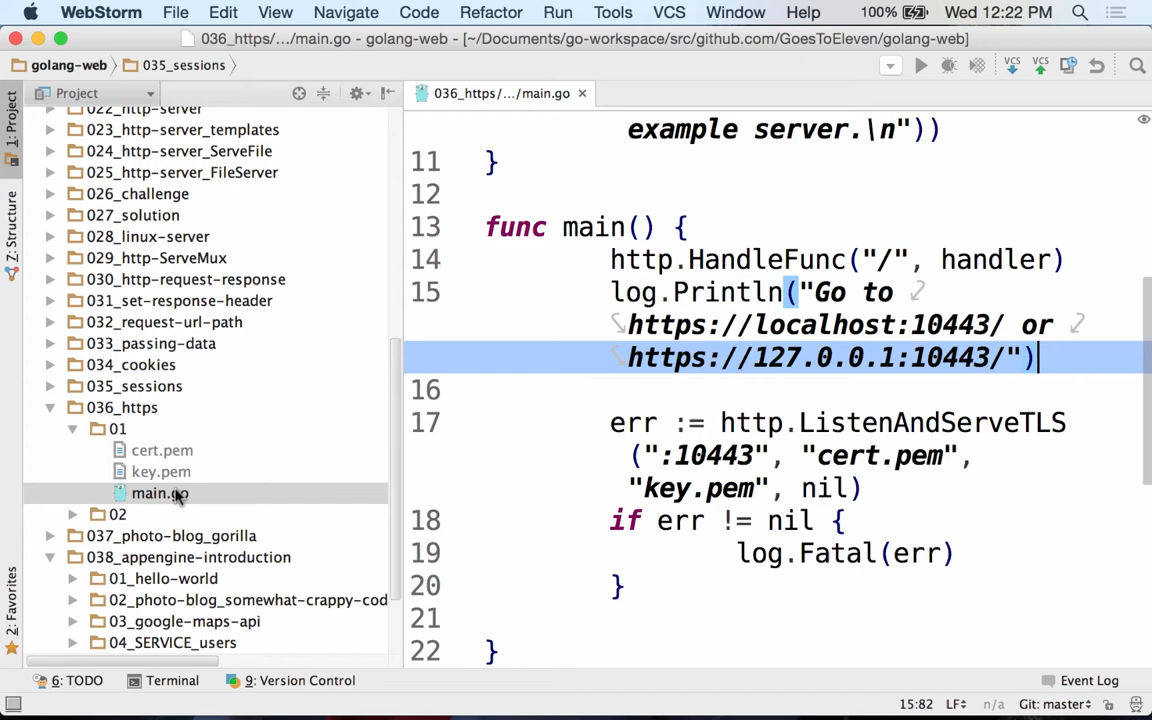 WebStorm File Edit View Navigate Code Refactor Run Tools VCS Window Help 100% Wed 12:22 PM
036_https/.../main.go - golang-web - [~/Documents/go-workspace/src/github.com/GoesToEleven/golang-web]
golang-web 035_sessions VCS VCS
Project 036_https/.../main.go
1: Project
Z: Structure
2: Favorites
022_http-server
023_http-server_templates
024_http-server_ServeFile
025_http-server_FileServer
026_challenge
027_solution
028_linux-server
029_http-ServeMux
030_http-request-response
031_set-response-header
032_request-url-path
033_passing-data
034_cookies
035_sessions
036_https
01
cert.pem
key.pem
main.go
02
037_photo-blog_gorilla
038_appengine-introduction
01_hello-world
02_photo-blog_somewhat-crappy-cod
03_google-maps-api
04_SERVICE_users
example server.\n"))
11 }
12
13 func main() {
14 http.HandleFunc("/", handler)
15 log.Println("Go to
https://localhost:10443/ or
https://127.0.0.1:10443/")
16
17 err := http.ListenAndServeTLS
(":10443", "cert.pem",
"key.pem", nil)
18 if err != nil {
19 log.Fatal(err)
20 }
21
22 }
6: TODO Terminal 9: Version Control Event Log
15:82 LF n/a Git: master